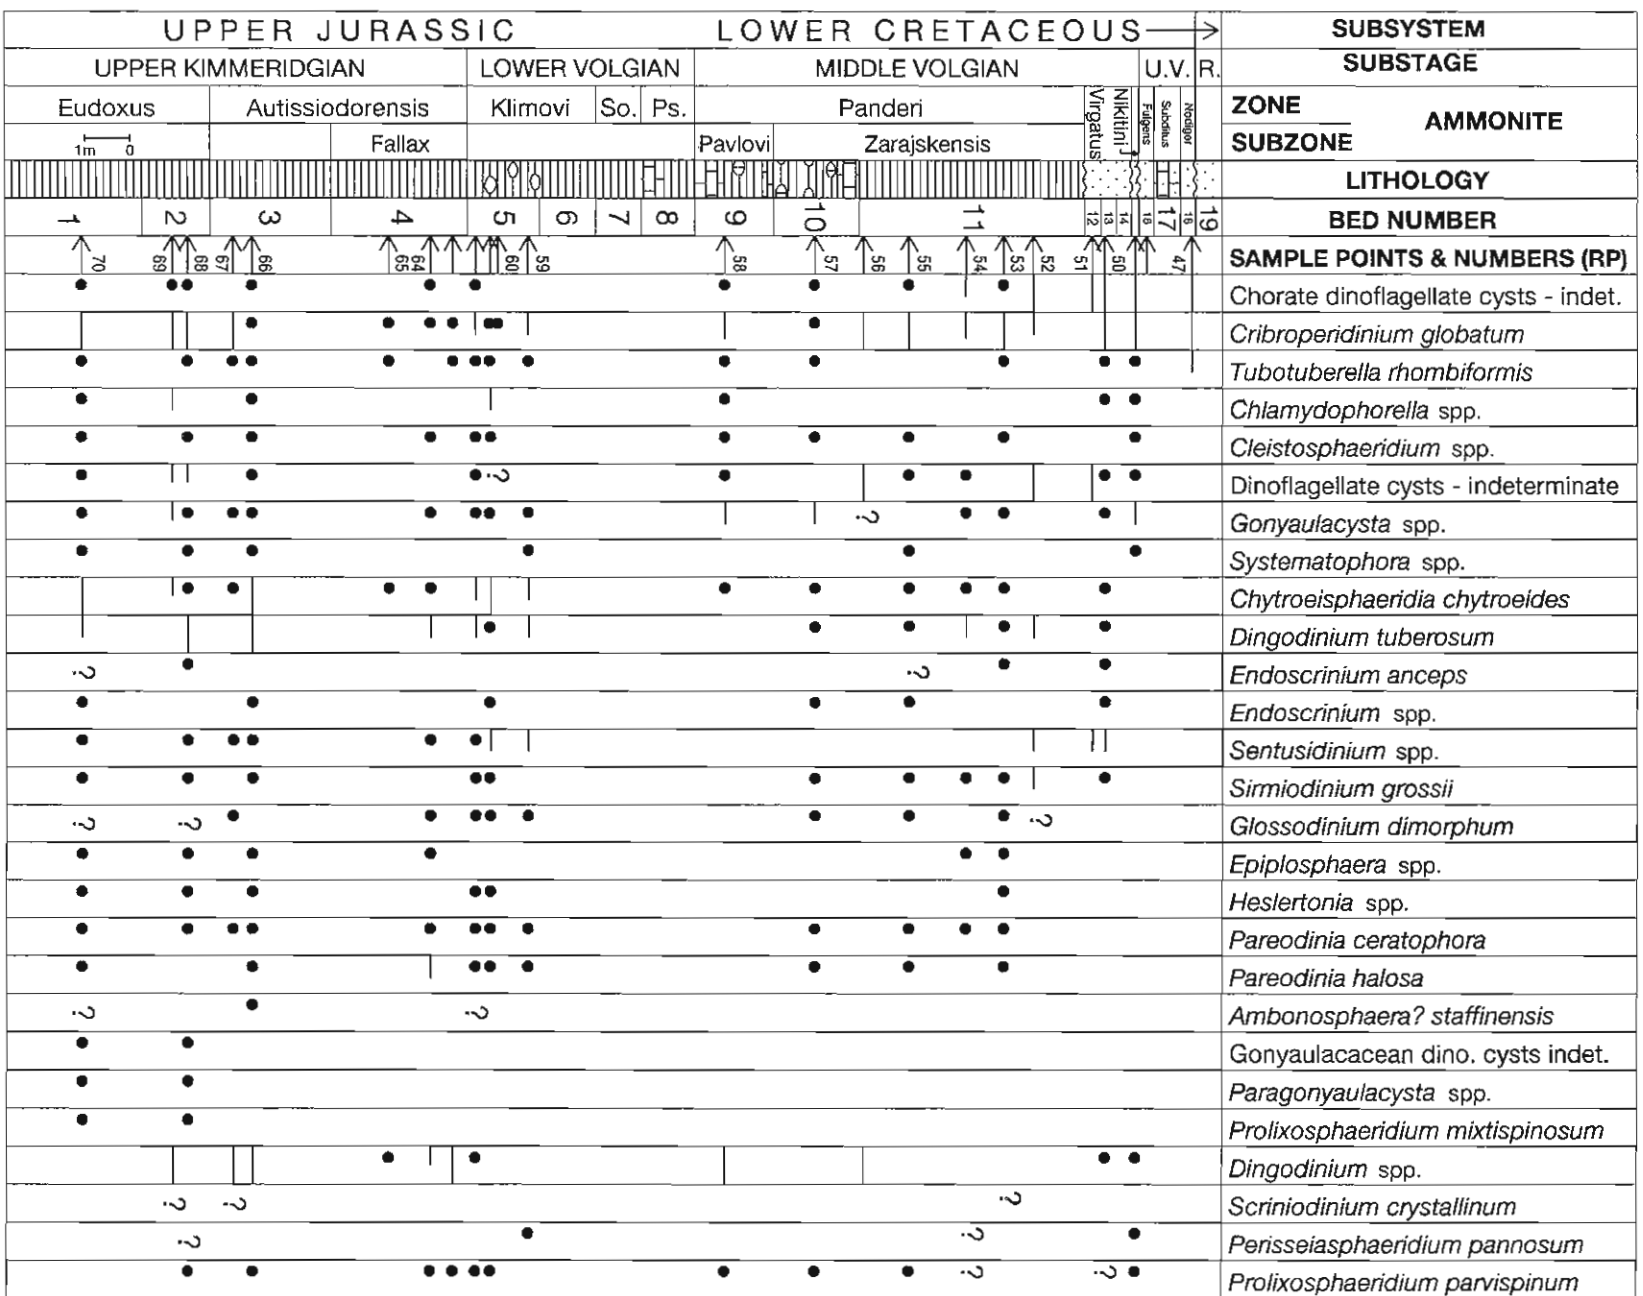 UPPER JURASSIC LOWER CRETACEOUS SUBSYSTEM
UPPER KIMMERIDGIAN LOWER VOLGIAN MIDDLE VOLGIAN U.V. R. SUBSTAGE
Eudoxus Autissiodorensis Klimovi So. Ps. Panderi Virgatus Nikitini Fulgens Subditus Nodiger ZONE AMMONITE
1m 0 Fallax Pavlovi Zarajskensis SUBZONE
LITHOLOGY
1 2 3 4 5 6 7 8 9 10 11 12 13 14 16 17 18 19 BED NUMBER
70 69 68 67 66 65 64 60 59 58 57 56 55 54 53 52 51 50 47 SAMPLE POINTS & NUMBERS (RP)
Chorate dinoflagellate cysts - indet.
Cribroperidinium globatum
Tubotuberella rhombiformis
Chlamydophorella spp.
Cleistosphaeridium spp.
? Dinoflagellate cysts - indeterminate
? Gonyaulacysta spp.
Systematophora spp.
Chytroeisphaeridia chytroeides
Dingodinium tuberosum
? ? Endoscrinium anceps
Endoscrinium spp.
Sentusidinium spp.
Sirmiodinium grossii
? ? ? Glossodinium dimorphum
Epiplosphaera spp.
Heslertonia spp.
Pareodinia ceratophora
Pareodinia halosa
? ? Ambonosphaera? staffinensis
Gonyaulacacean dino. cysts indet.
Paragonyaulacysta spp.
Prolixosphaeridium mixtispinosum
Dingodinium spp.
? ? ? Scriniodinium crystallinum
? ? Perisseiasphaeridium pannosum
? ? Prolixosphaeridium parvispinum